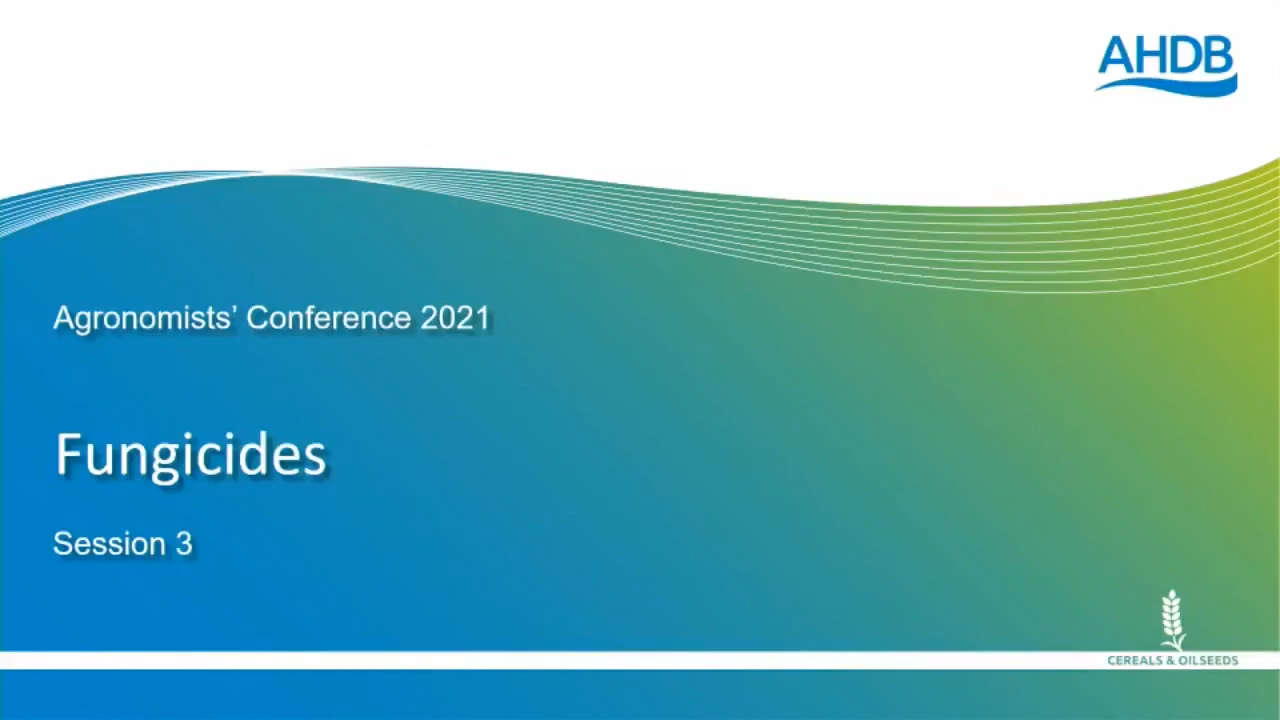 AHDB
Agronomists’ Conference 2021
Fungicides
Session 3
CEREALS & OILSEEDS